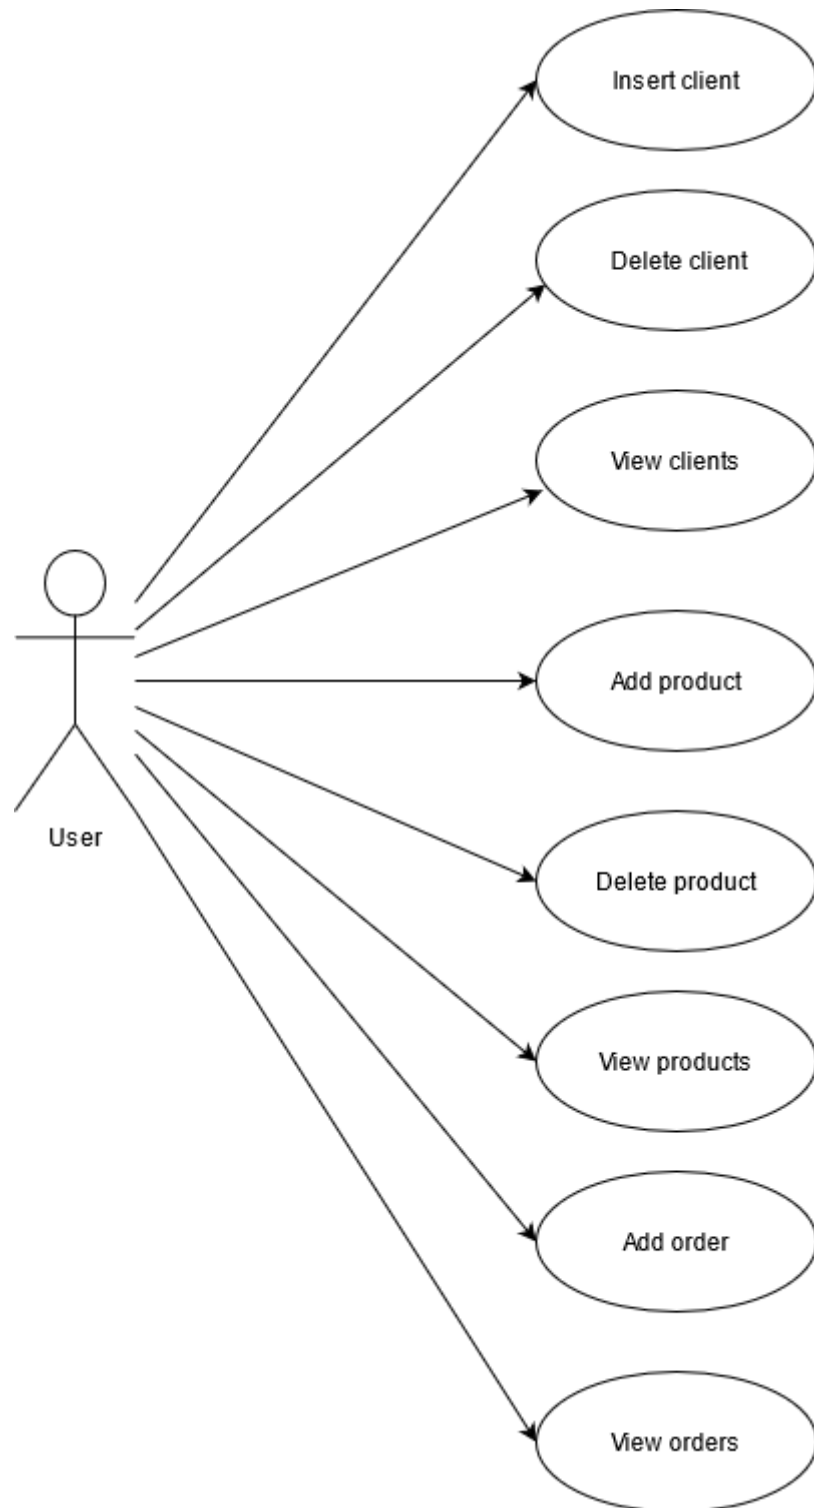 Insert client
Delete client
View clients
Add product
User
Delete product
View products
Add order
View orders